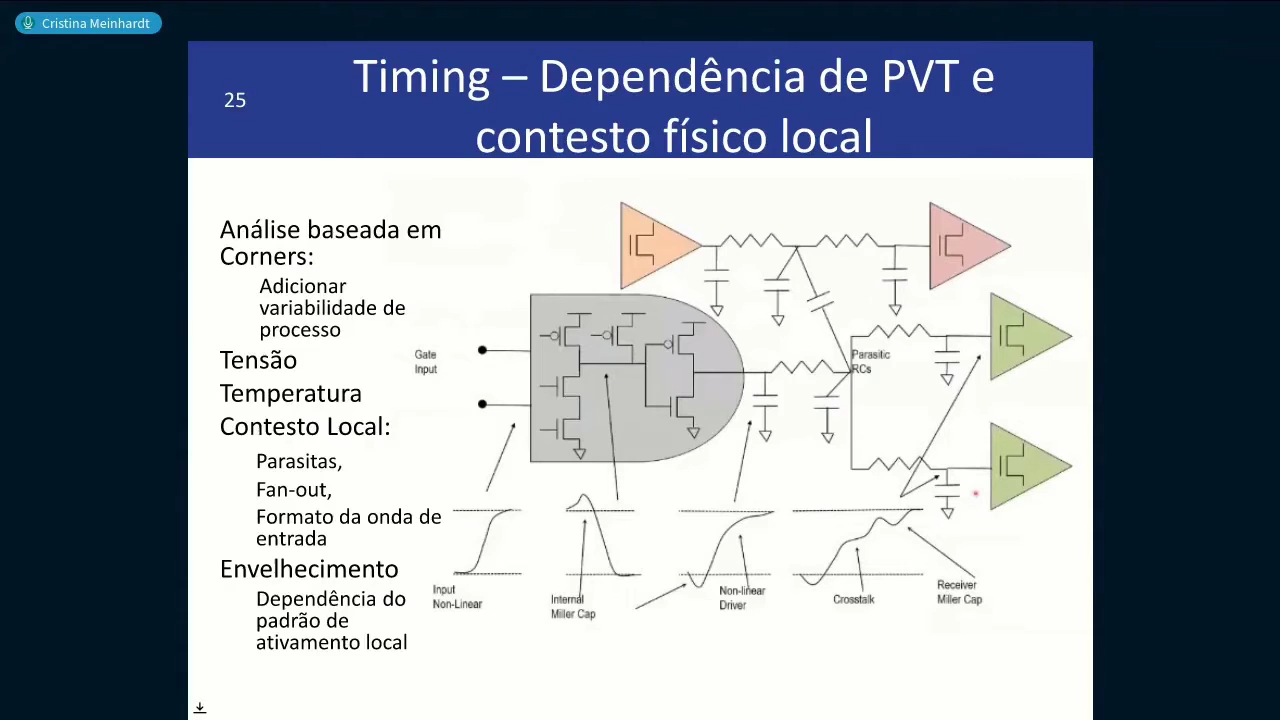 Cristina Meinhardt
25
Timing – Dependência de PVT e
contesto físico local
Análise baseada em
Corners:
Adicionar
variabilidade de
processo
Tensão
Temperatura
Contesto Local:
Parasitas,
Fan-out,
Formato da onda de
entrada
Envelhecimento
Dependência do
padrão de
ativamento local
Gate
Input
Parasitic
RCs
Input
Non-Linear
Internal
Miller Cap
Non-linear
Driver
Crosstalk
Receiver
Miller Cap